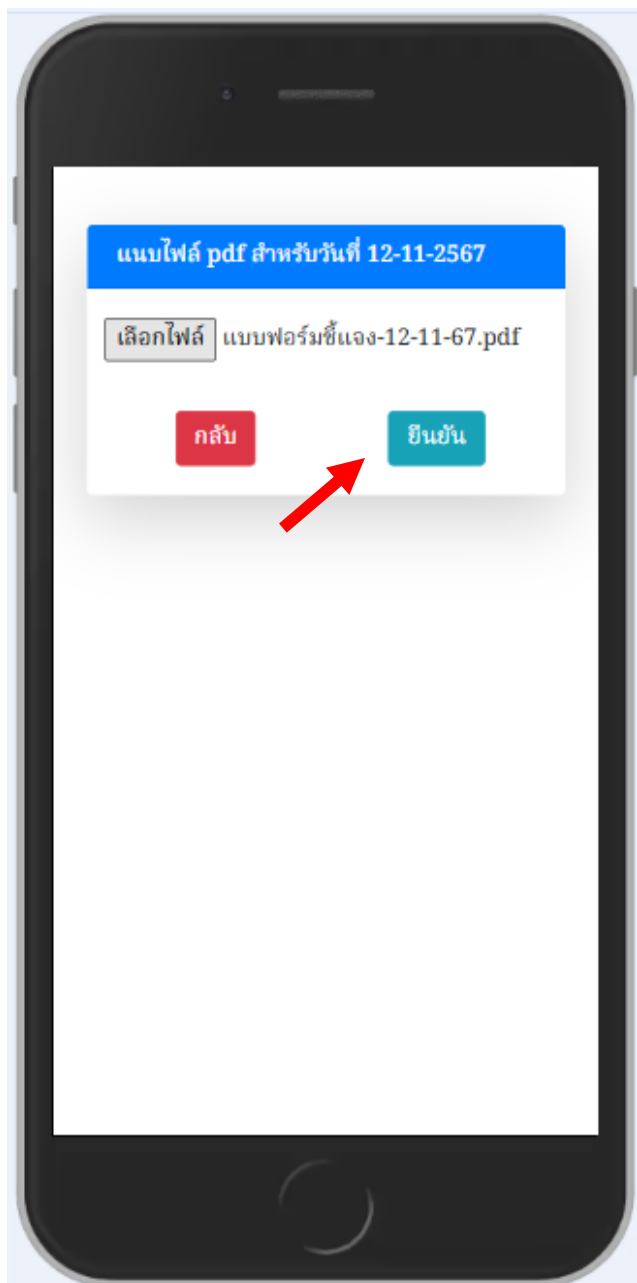 แนบไฟล์ pdf สำหรับวันที่ 12-11-2567
เลือกไฟล์ แบบฟอร์มชี้แจง-12-11-67.pdf
กลับ ยืนยัน